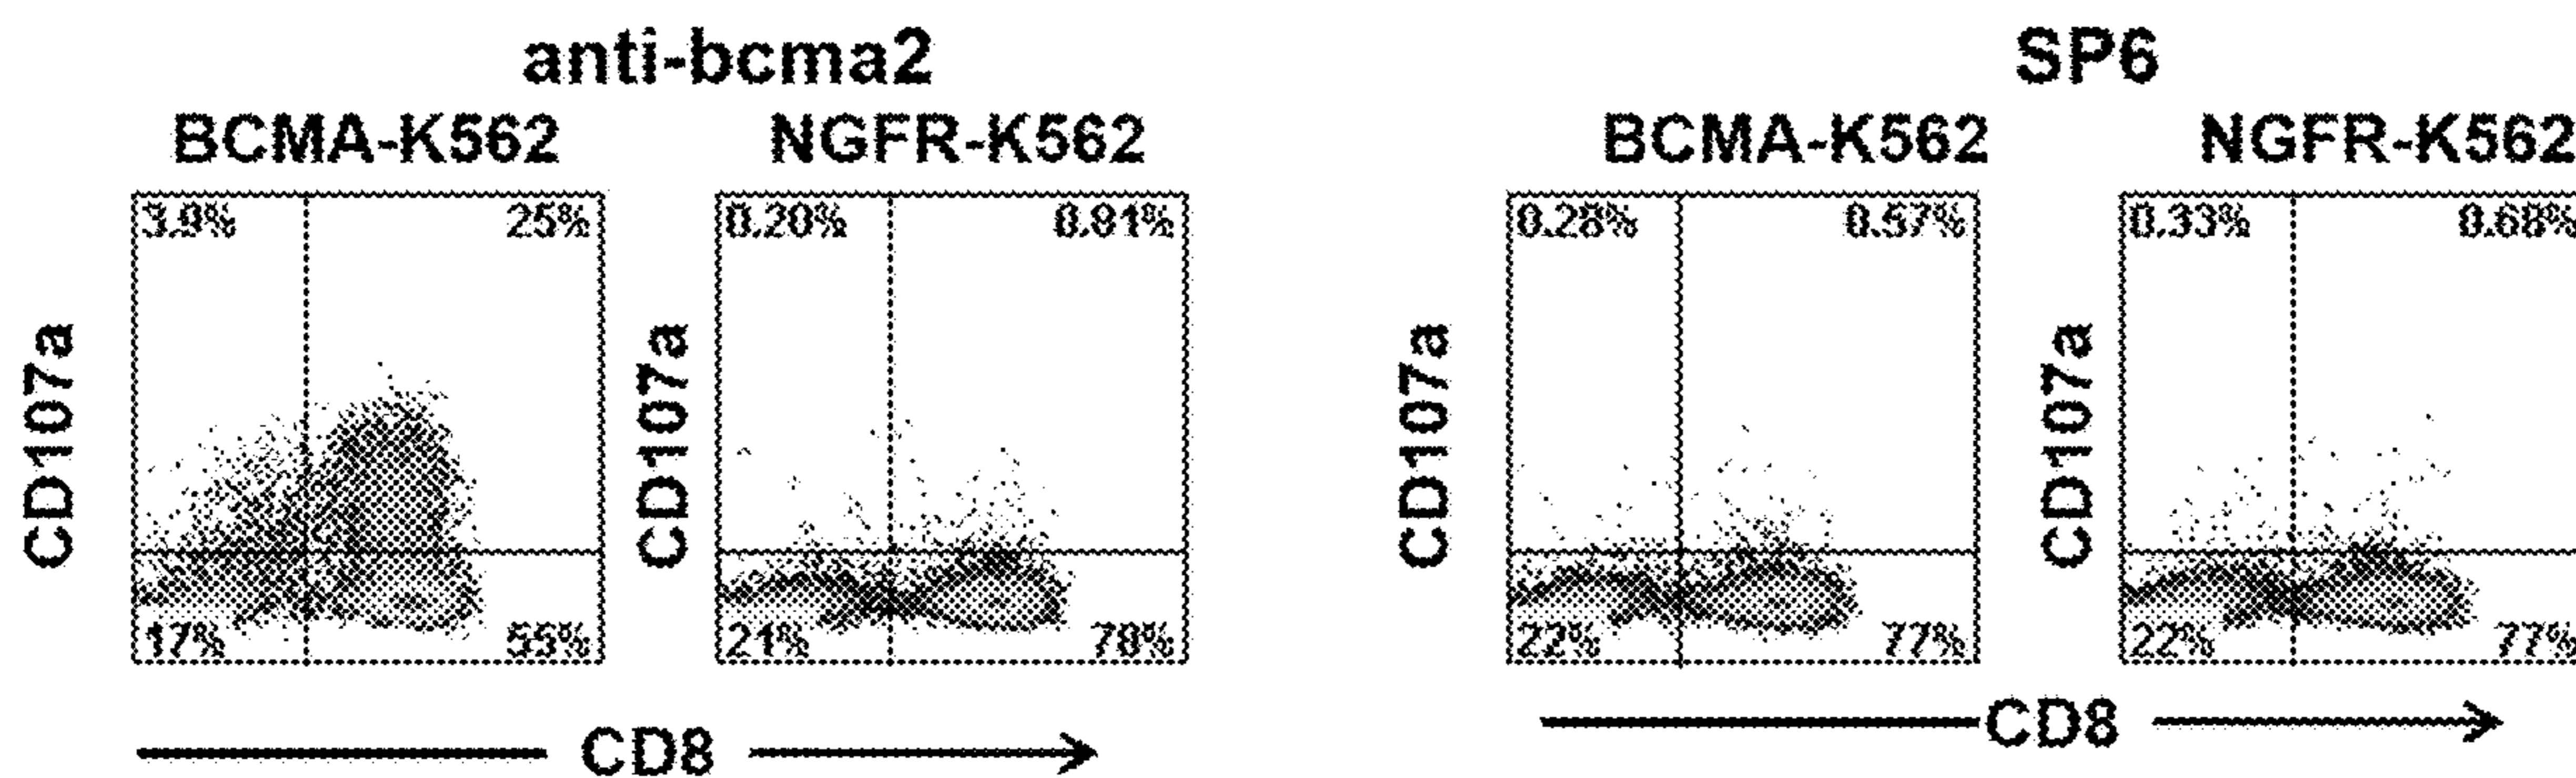 anti-bcma2 SP6
BCMA-K562 NGFR-K562 BCMA-K562 NGFR-K562
3.9% 25% 0.20% 0.81% 0.28% 0.57% 0.33% 0.68%
CD107a CD107a CD107a CD107a
17% 55% 21% 78% 22% 77% 22% 77%
CD8 CD8